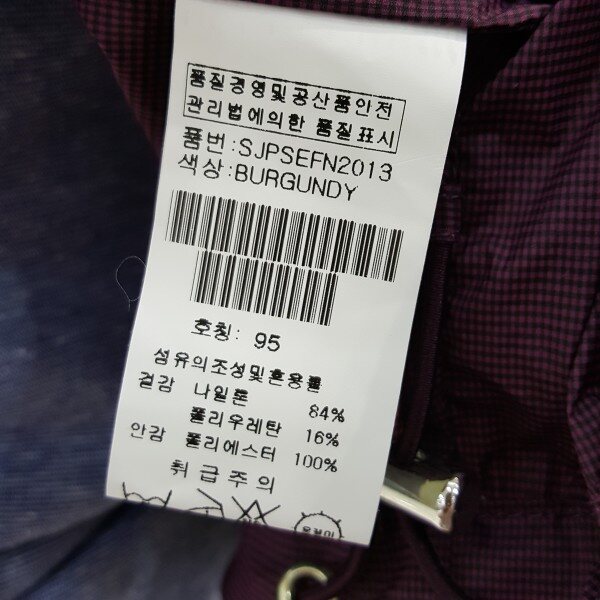 품질경영및공산품안전
관리법에의한 품질표시
품번:SJPSEFN2013
색상:BURGUNDY
호칭: 95
섬유의조성및혼용률
겉감 나일론 84%
폴리우레탄 16%
안감 폴리에스터 100%
취급주의